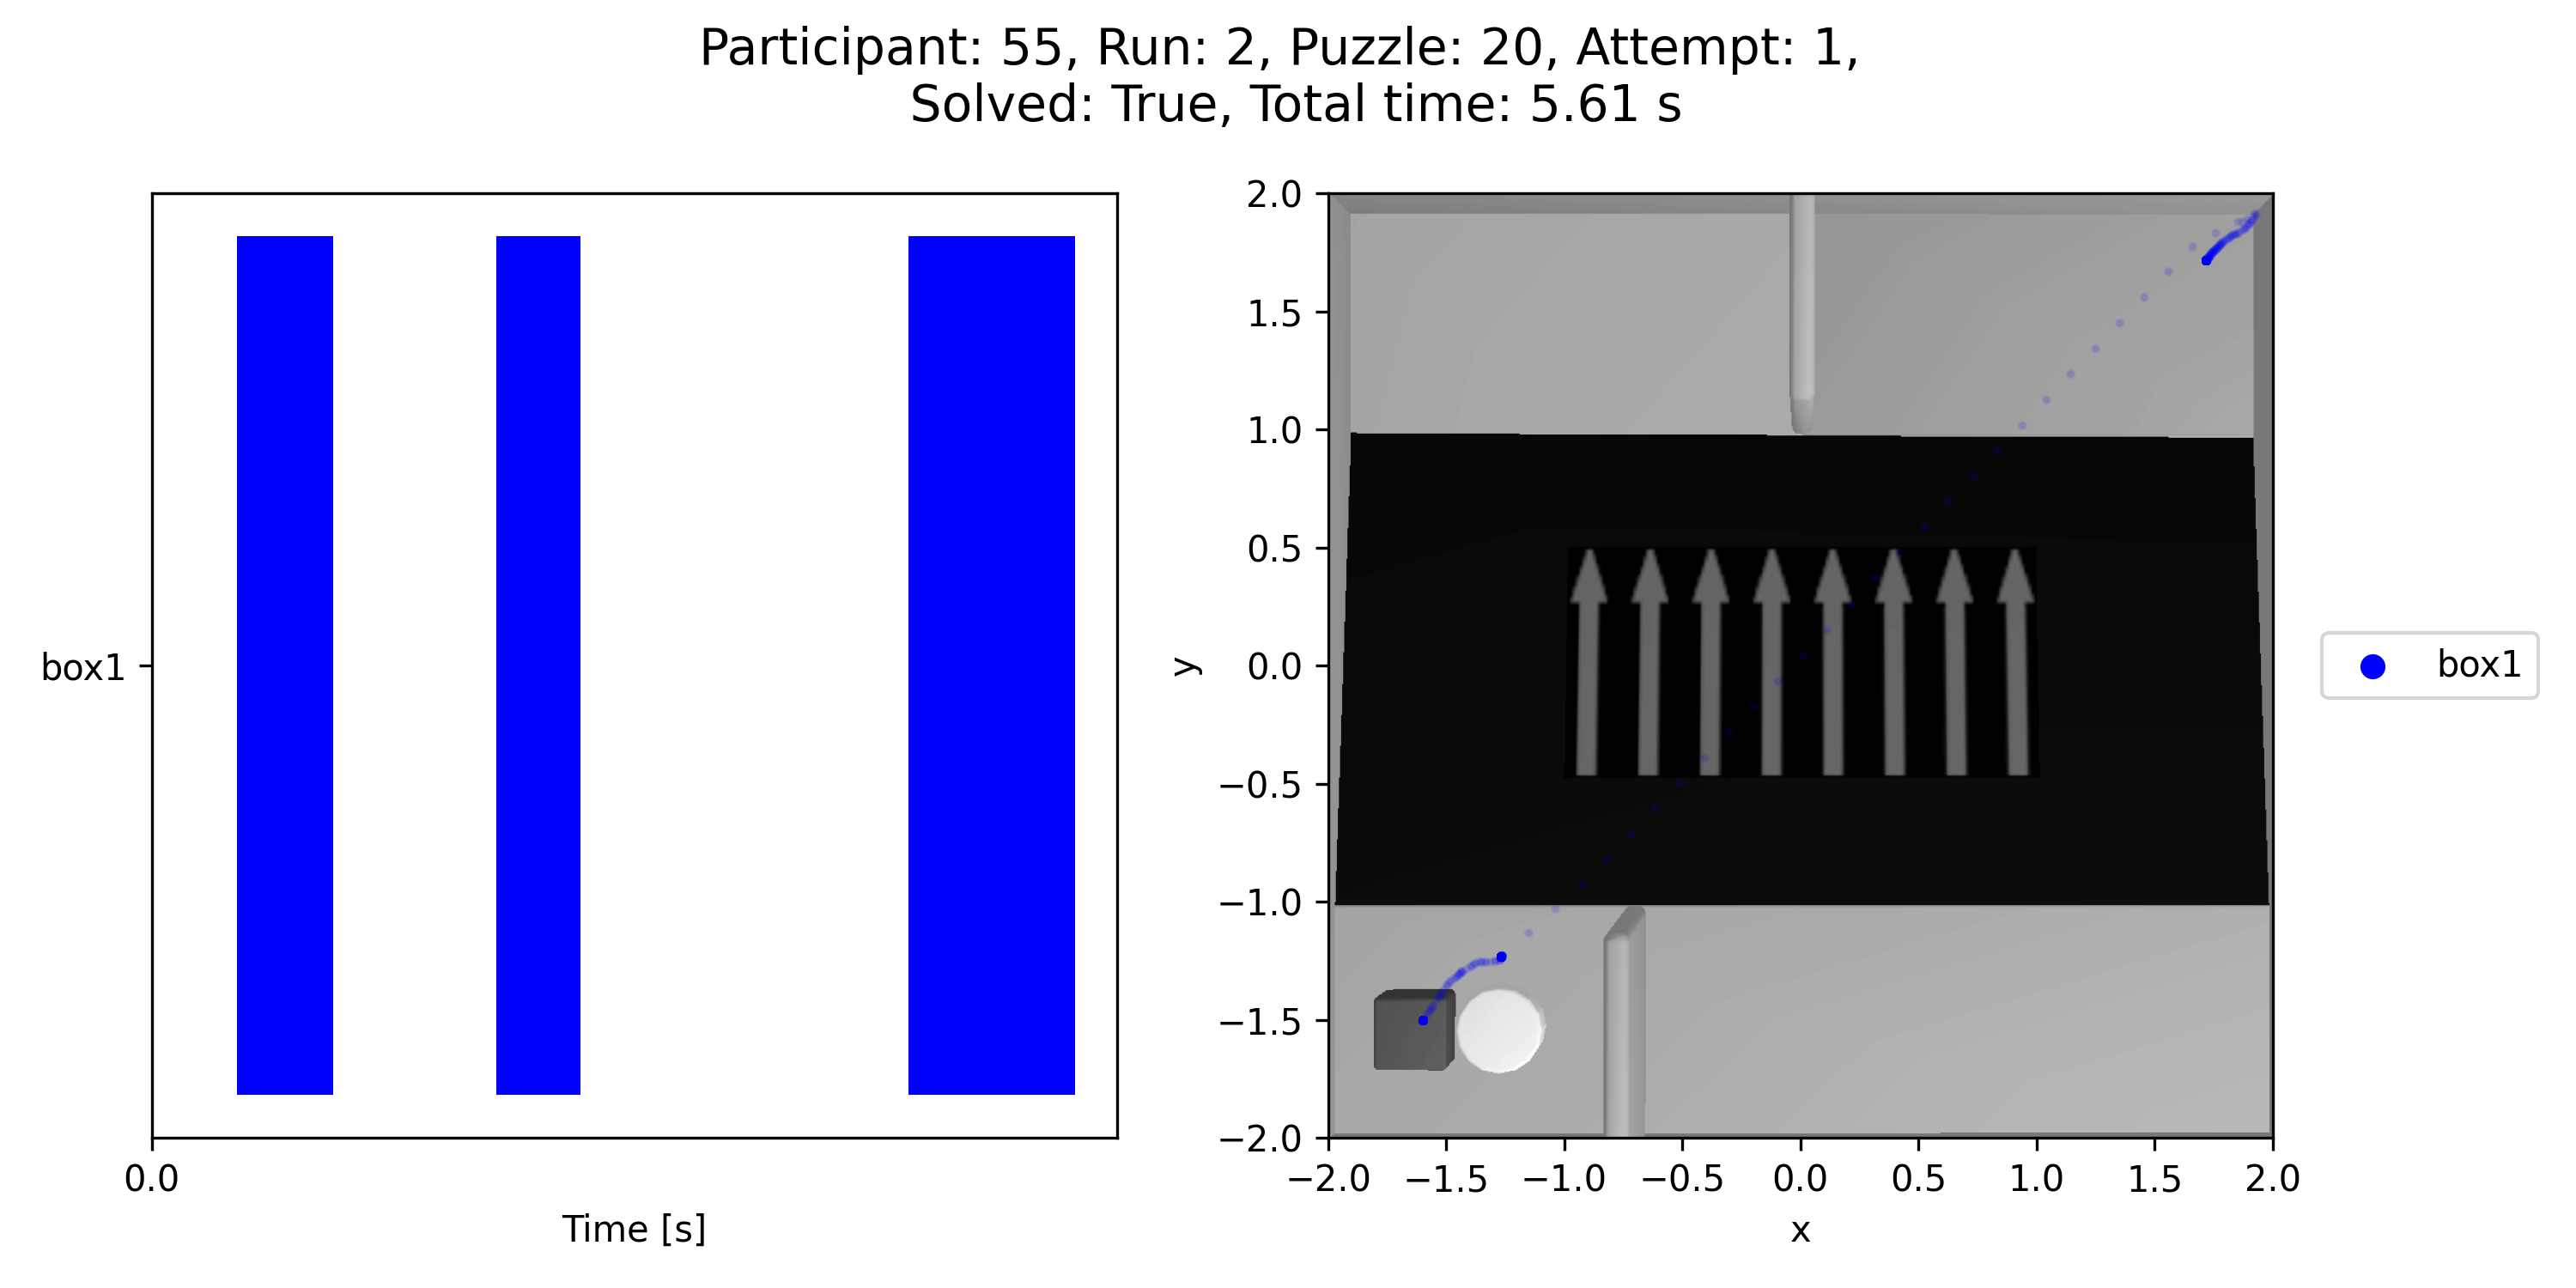 Participant: 55, Run: 2, Puzzle: 20, Attempt: 1,
Solved: True, Total time: 5.61 s
box1
0.0
Time [s]
2.0
1.5
1.0
0.5
0.0
−0.5
−1.0
−1.5
−2.0
y
−2.0 −1.5 −1.0 −0.5 0.0 0.5 1.0 1.5 2.0
x
box1